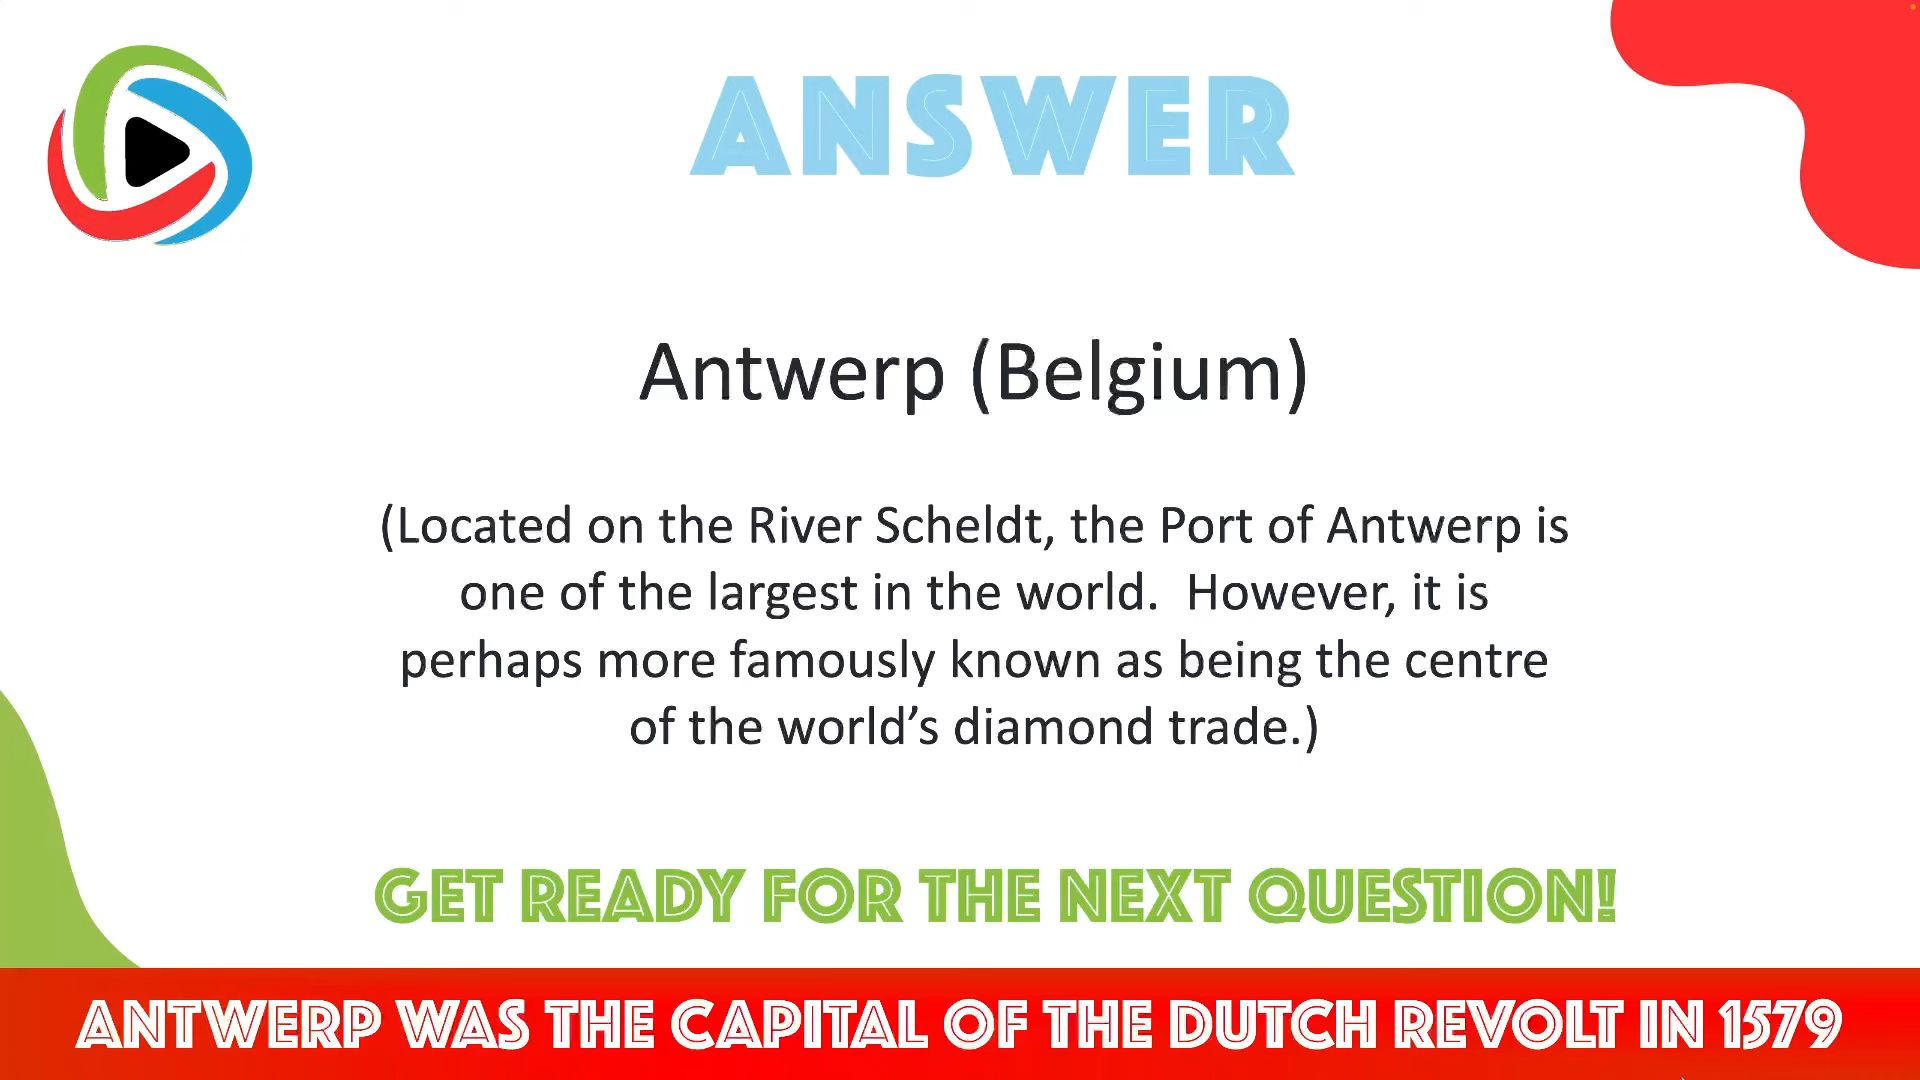 ANSWER
Antwerp (Belgium)
(Located on the River Scheldt, the Port of Antwerp is
one of the largest in the world.  However, it is
perhaps more famously known as being the centre
of the world’s diamond trade.)
GET READY FOR THE NEXT QUESTION!
ANTWERP WAS THE CAPITAL OF THE DUTCH REVOLT IN 1579